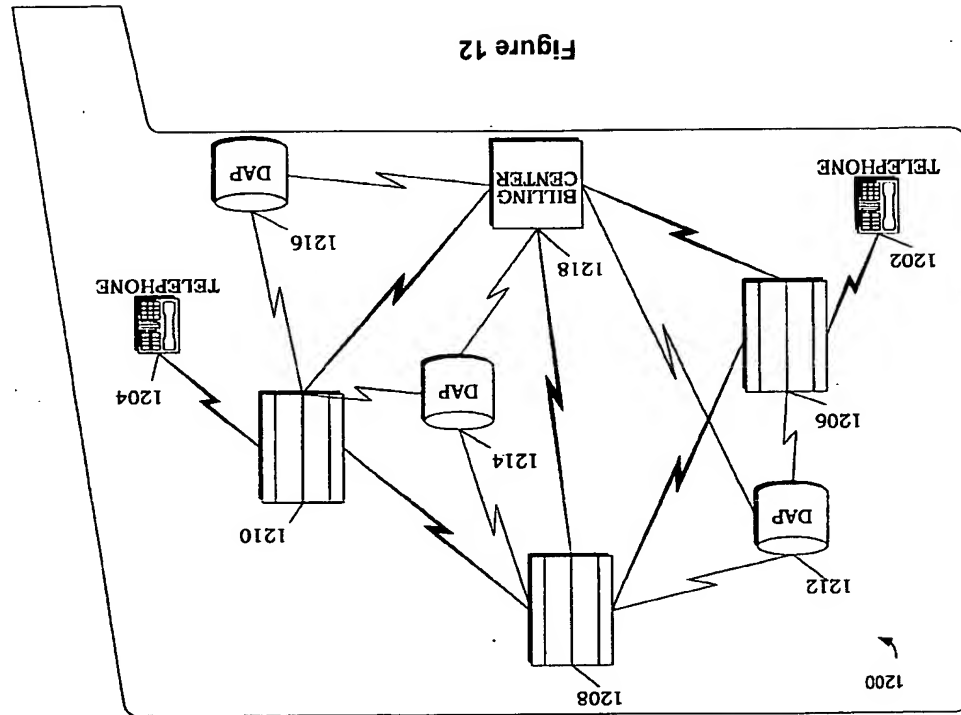 1208
1200
1212
1210
DAP
1214
1206
1204
DAP
TELEPHONE
1202
1218
1216
BILLING
CENTER
DAP
TELEPHONE
Figure 12